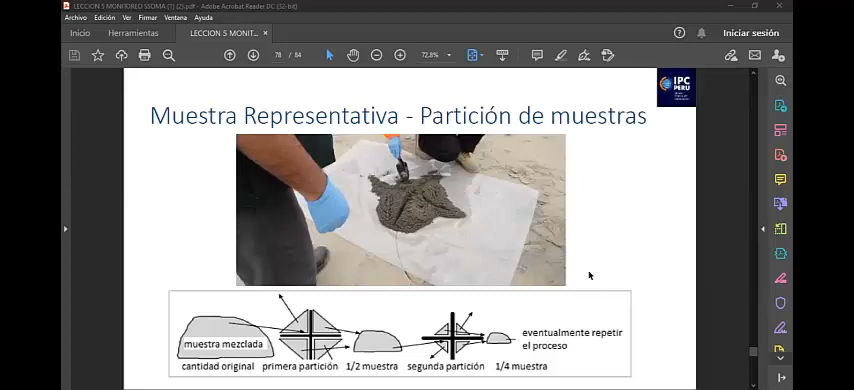 LECCION 5 MONITOREO SSOMA (1) (2).pdf - Adobe Acrobat Reader DC (32-bit)
Archivo Edición Ver Firmar Ventana Ayuda
Inicio Herramientas LECCION 5 MONIT... × Iniciar sesión
78 / 84 72,8%
IPC
PERU
Muestra Representativa - Partición de muestras
muestra mezclada
eventualmente repetir
el proceso
cantidad original primera partición 1/2 muestra segunda partición 1/4 muestra